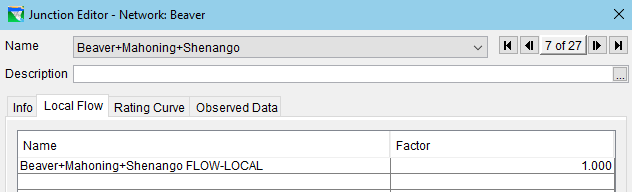 Junction Editor - Network: Beaver
Name Beaver+Mahoning+Shenango 7 of 27
Description ...
Info Local Flow Rating Curve Observed Data
Name Factor
Beaver+Mahoning+Shenango FLOW-LOCAL 1.000